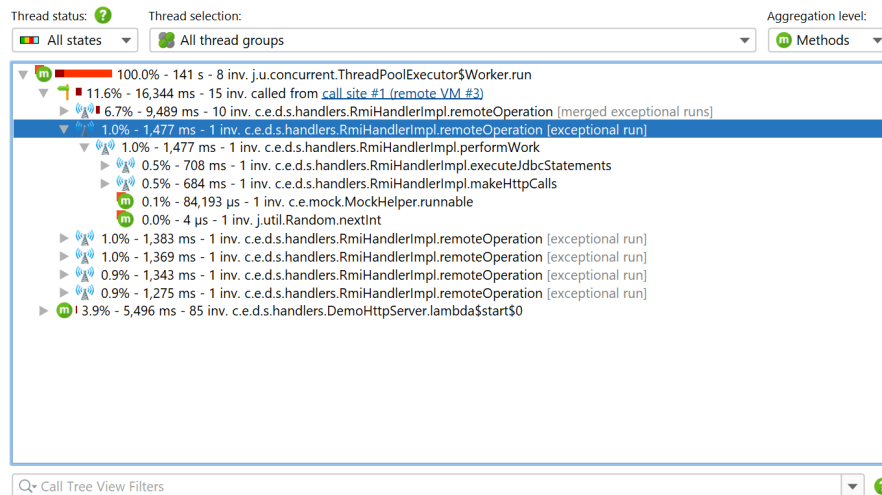 Thread status: ? Thread selection: Aggregation level:
All states All thread groups m Methods
m 100.0% - 141 s - 8 inv. j.u.concurrent.ThreadPoolExecutor$Worker.run
11.6% - 16,344 ms - 15 inv. called from call site #1 (remote VM #3)
6.7% - 9,489 ms - 10 inv. c.e.d.s.handlers.RmiHandlerImpl.remoteOperation [merged exceptional runs]
1.0% - 1,477 ms - 1 inv. c.e.d.s.handlers.RmiHandlerImpl.remoteOperation [exceptional run]
1.0% - 1,477 ms - 1 inv. c.e.d.s.handlers.RmiHandlerImpl.performWork
0.5% - 708 ms - 1 inv. c.e.d.s.handlers.RmiHandlerImpl.executeJdbcStatements
0.5% - 684 ms - 1 inv. c.e.d.s.handlers.RmiHandlerImpl.makeHttpCalls
m 0.1% - 84,193 µs - 1 inv. c.e.mock.MockHelper.runnable
m 0.0% - 4 µs - 1 inv. j.util.Random.nextInt
1.0% - 1,383 ms - 1 inv. c.e.d.s.handlers.RmiHandlerImpl.remoteOperation [exceptional run]
1.0% - 1,369 ms - 1 inv. c.e.d.s.handlers.RmiHandlerImpl.remoteOperation [exceptional run]
0.9% - 1,343 ms - 1 inv. c.e.d.s.handlers.RmiHandlerImpl.remoteOperation [exceptional run]
0.9% - 1,275 ms - 1 inv. c.e.d.s.handlers.RmiHandlerImpl.remoteOperation [exceptional run]
m 3.9% - 5,496 ms - 85 inv. c.e.d.s.handlers.DemoHttpServer.lambda$start$0
Call Tree View Filters ?